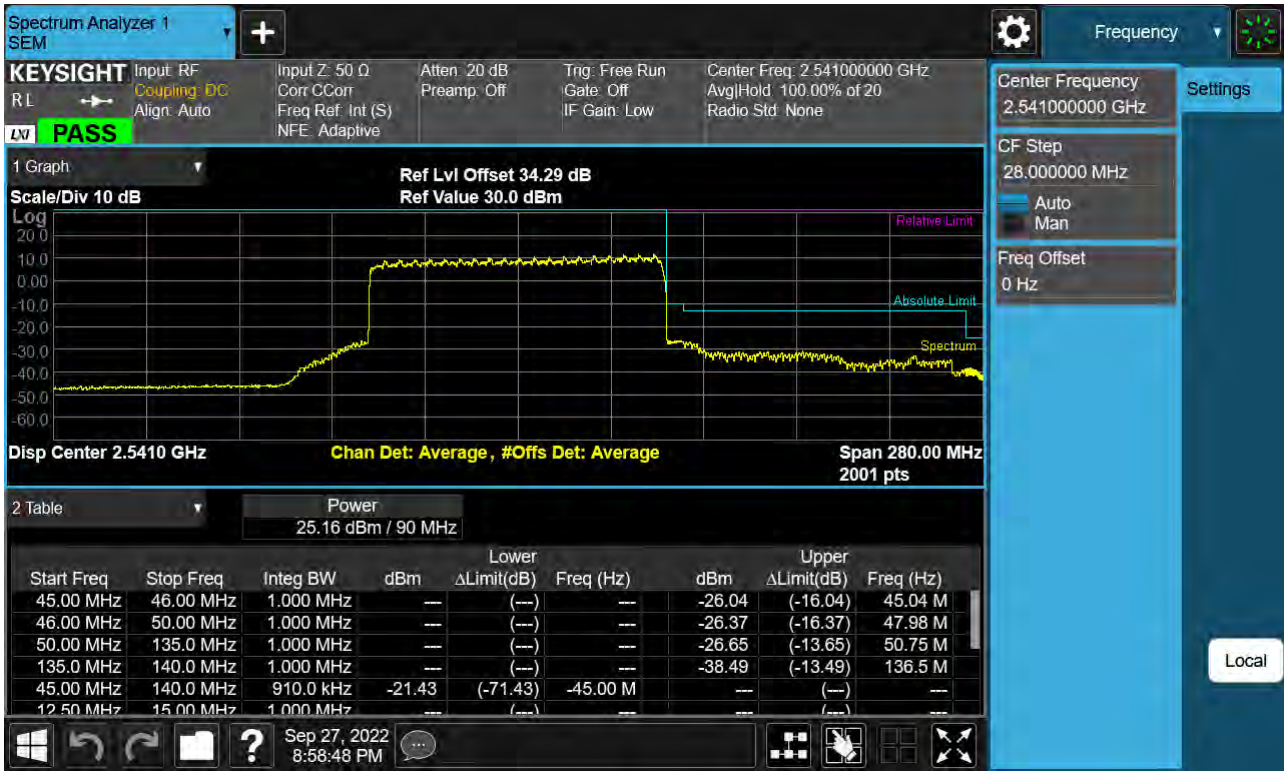 Spectrum Analyzer 1
SEM
Frequency
KEYSIGHT
R L
LXI PASS
Input: RF
Coupling: DC
Align: Auto
Input Z: 50 Ω
Corr CCorr
Freq Ref: Int (S)
NFE: Adaptive
Atten: 20 dB
Preamp: Off
Trig: Free Run
Gate: Off
IF Gain: Low
Center Freq: 2.541000000 GHz
Avg|Hold: 100.00% of 20
Radio Std: None
Center Frequency
2.541000000 GHz
Settings
CF Step
28.000000 MHz
Auto
Man
Freq Offset
0 Hz
Local
1 Graph
Scale/Div 10 dB
Ref Lvl Offset 34.29 dB
Ref Value 30.0 dBm
Log
20.0
10.0
0.00
-10.0
-20.0
-30.0
-40.0
-50.0
-60.0
Relative Limit
Absolute Limit
Spectrum
Disp Center 2.5410 GHz
Chan Det: Average, #Offs Det: Average
Span 280.00 MHz
2001 pts
2 Table
Power
25.16 dBm / 90 MHz
Lower Upper
Start Freq Stop Freq Integ BW dBm ΔLimit(dB) Freq (Hz) dBm ΔLimit(dB) Freq (Hz)
45.00 MHz 46.00 MHz 1.000 MHz --- (---) --- -26.04 (-16.04) 45.04 M
46.00 MHz 50.00 MHz 1.000 MHz --- (---) --- -26.37 (-16.37) 47.98 M
50.00 MHz 135.0 MHz 1.000 MHz --- (---) --- -26.65 (-13.65) 50.75 M
135.0 MHz 140.0 MHz 1.000 MHz --- (---) --- -38.49 (-13.49) 136.5 M
45.00 MHz 140.0 MHz 910.0 kHz -21.43 (-71.43) -45.00 M --- (---) ---
12.50 MHz 15.00 MHz 1.000 MHz --- (---) --- --- (---) ---
Sep 27, 2022
8:58:48 PM